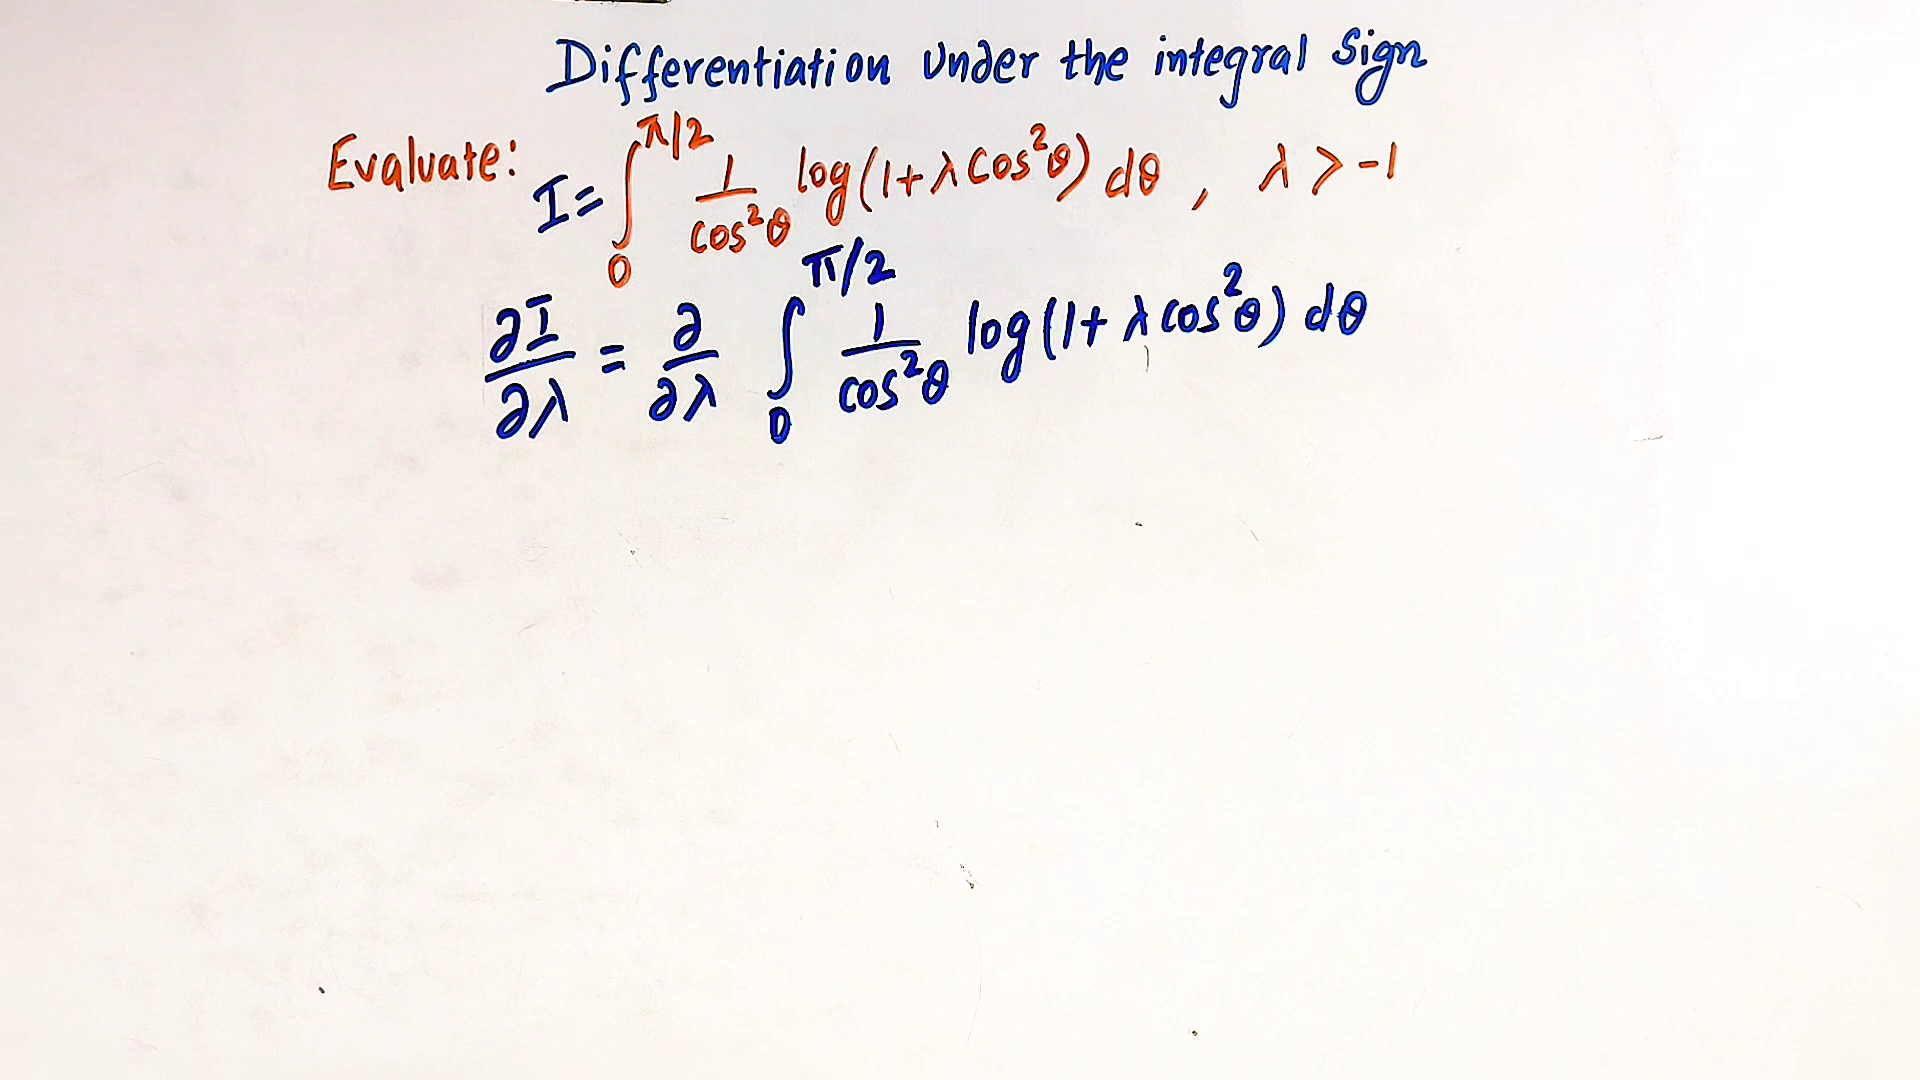 Differentiation Under the integral Sign
Evaluate: I = ∫₀^{π/2} 1/cos²θ log(1+λCos²θ) dθ , λ > -1
∂I/∂λ = ∂/∂λ ∫₀^{π/2} 1/cos²θ log(1+λcos²θ) dθ